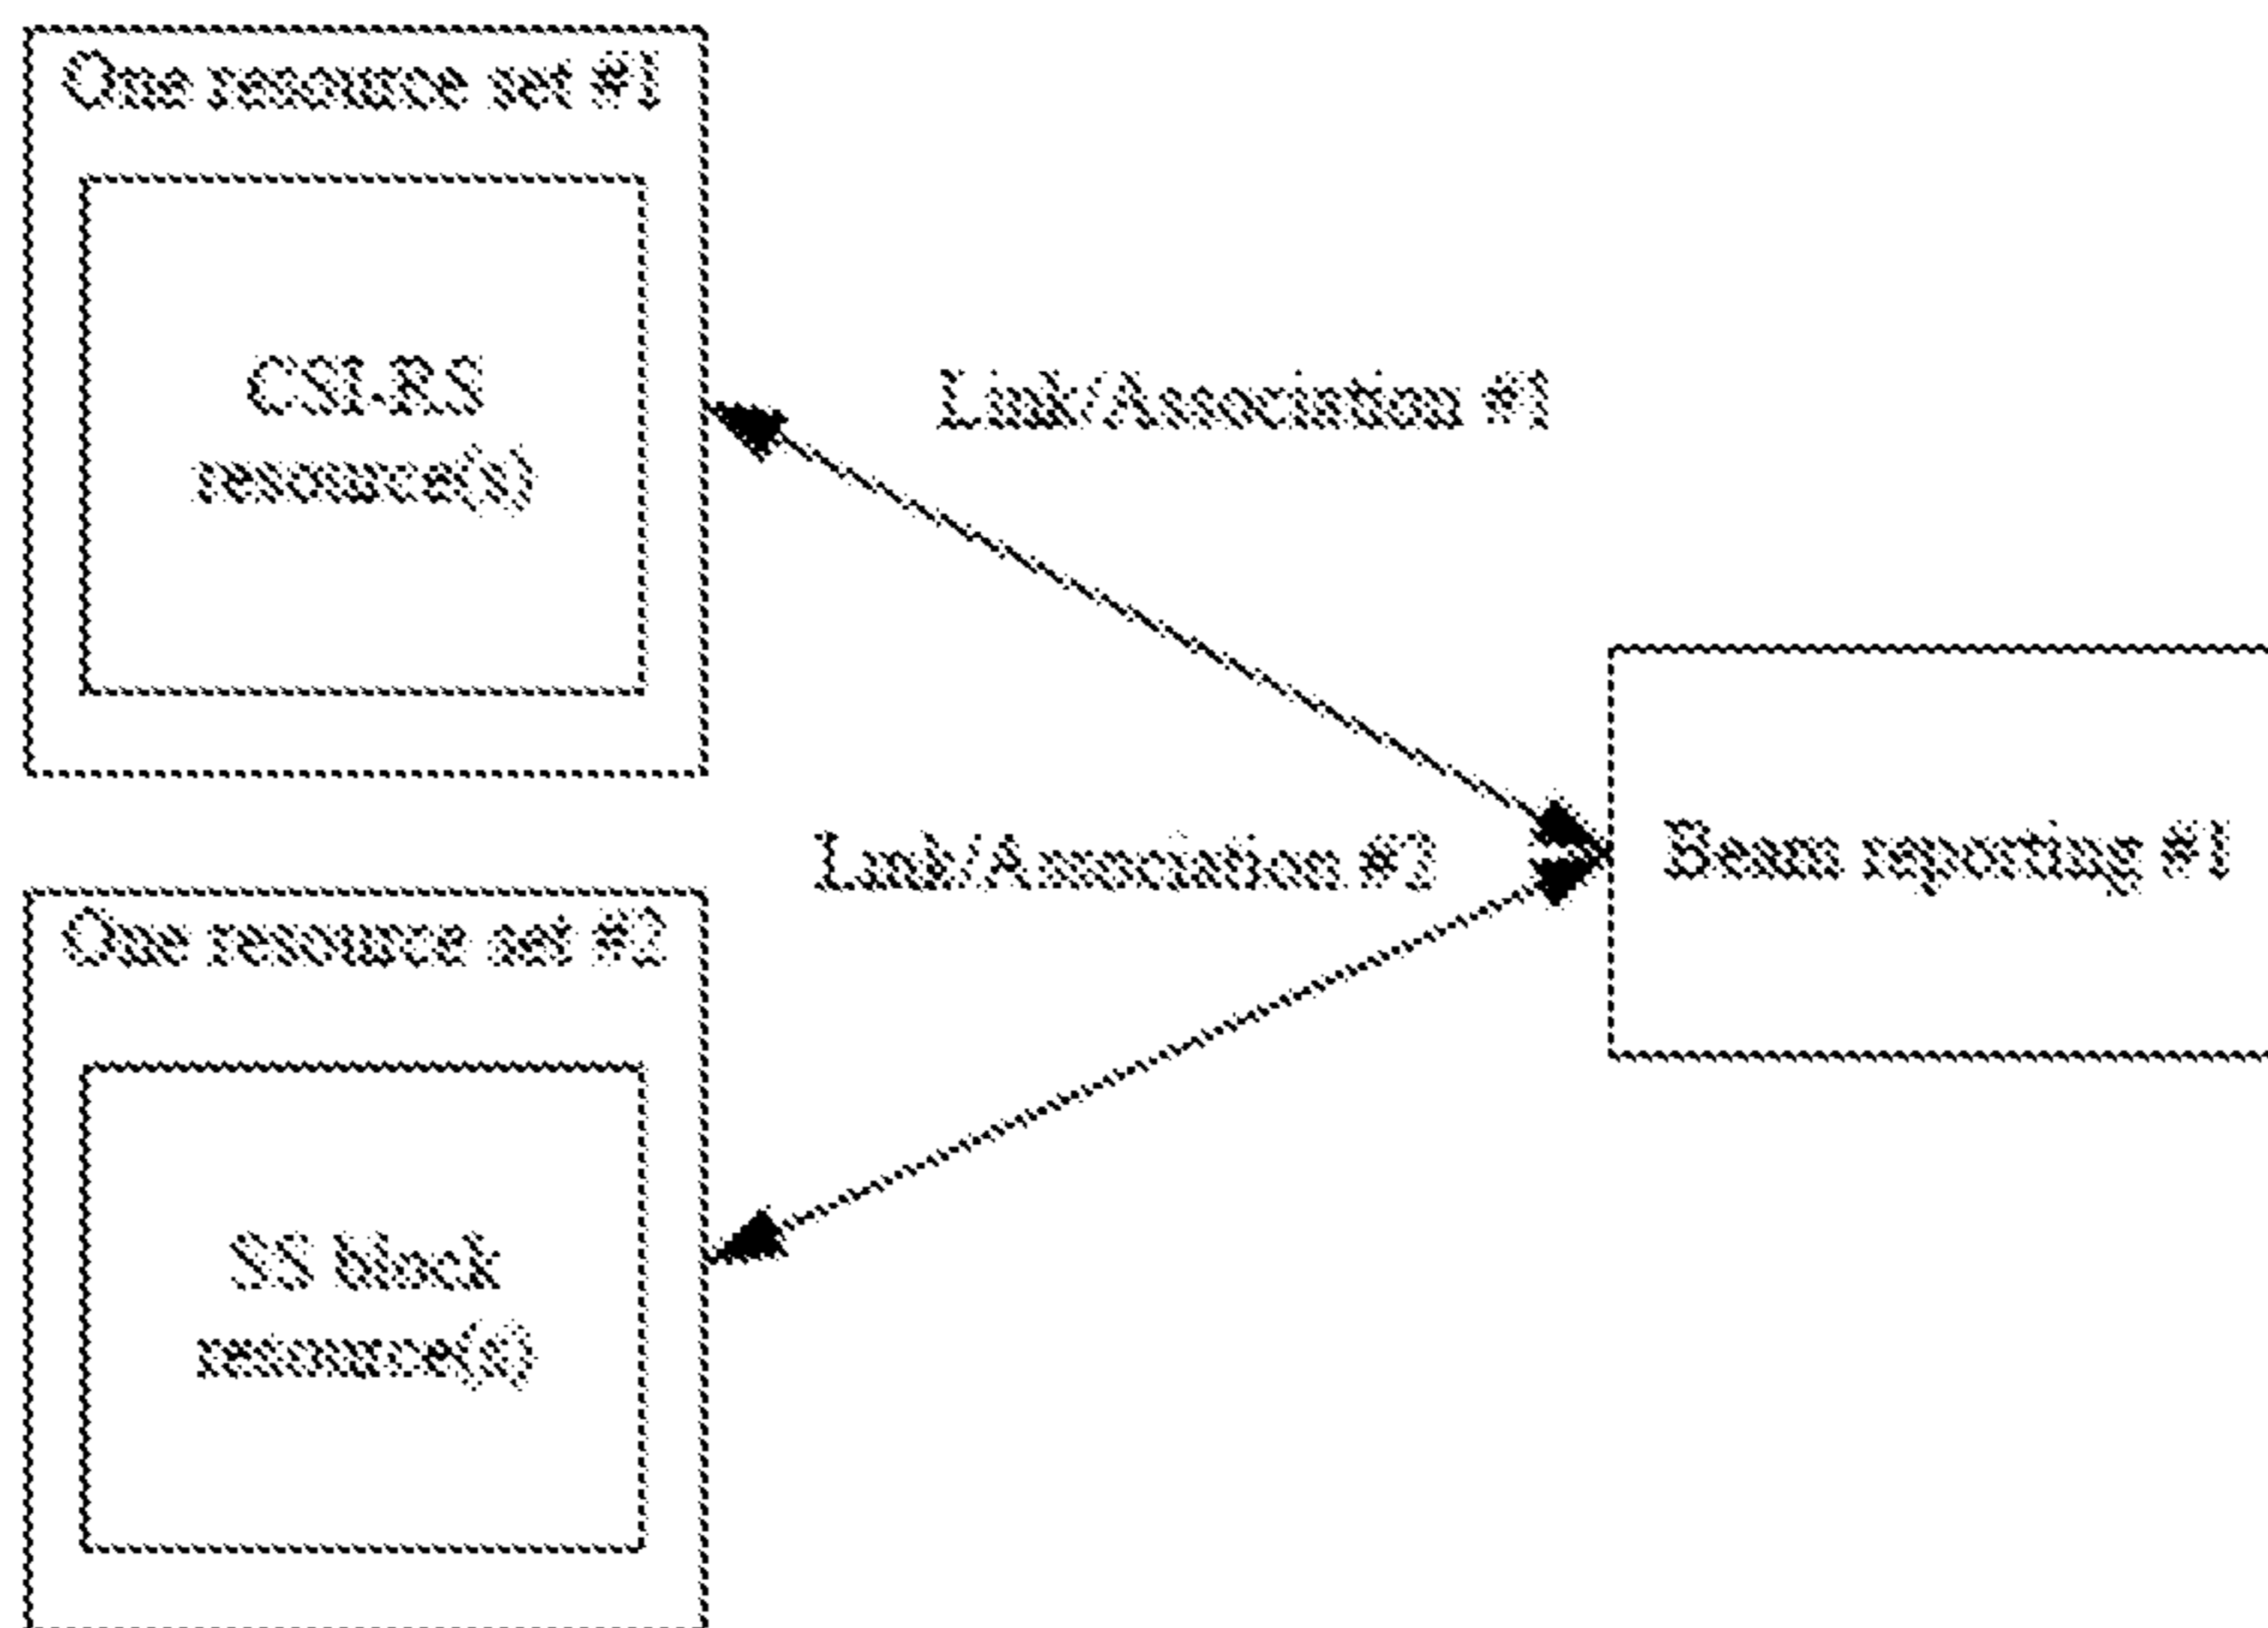 One resource set #1
CSI-RS
resource(s)
Link/Association #1
Link/Association #2
Beam reporting #1
One resource set #2
SS block
resource(s)